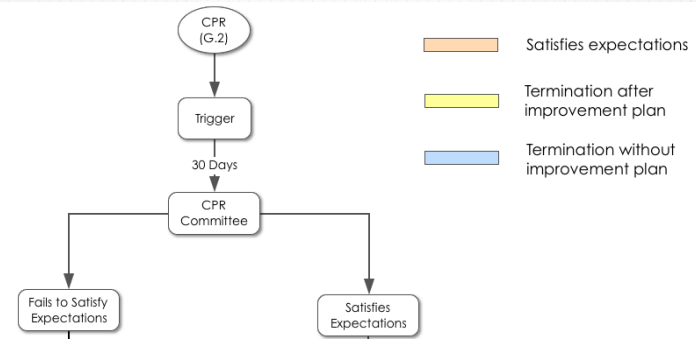 CPR
(G.2)
Trigger
30 Days
CPR
Committee
Fails to Satisfy
Expectations
Satisfies
Expectations
Satisfies expectations
Termination after
improvement plan
Termination without
improvement plan